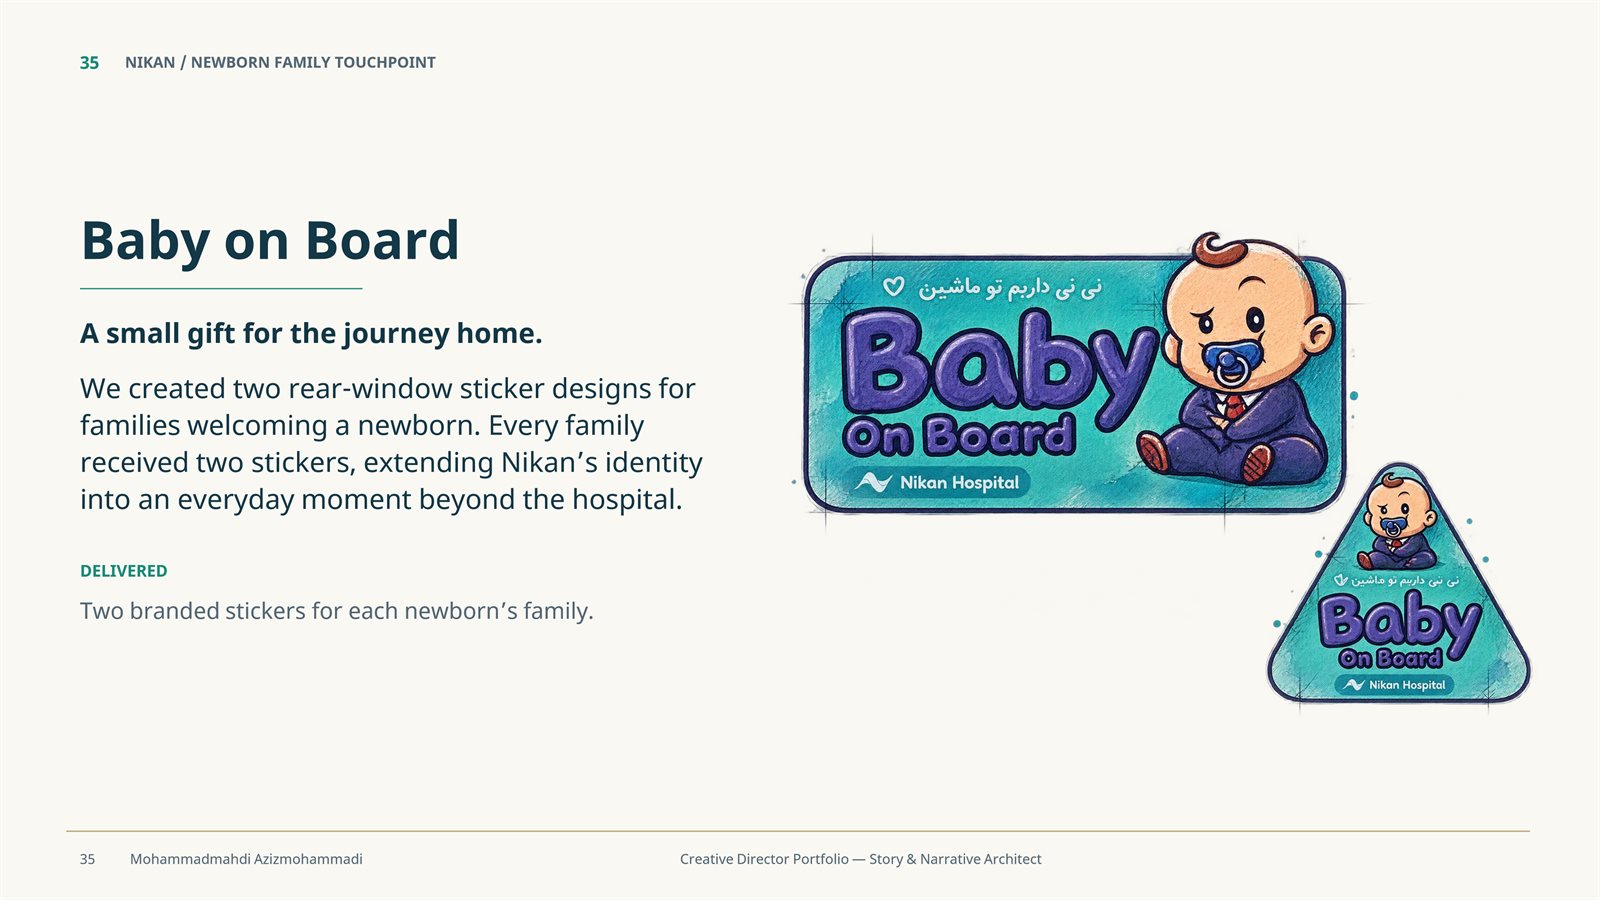 35 NIKAN / NEWBORN FAMILY TOUCHPOINT
Baby on Board
A small gift for the journey home.
We created two rear-window sticker designs for
families welcoming a newborn. Every family
received two stickers, extending Nikan’s identity
into an everyday moment beyond the hospital.
DELIVERED
Two branded stickers for each newborn’s family.
نی نی داریم تو ماشین
Baby
On Board
Nikan Hospital
نی نی داریم تو ماشین
Baby
On Board
Nikan Hospital
35 Mohammadmahdi Azizmohammadi Creative Director Portfolio — Story & Narrative Architect